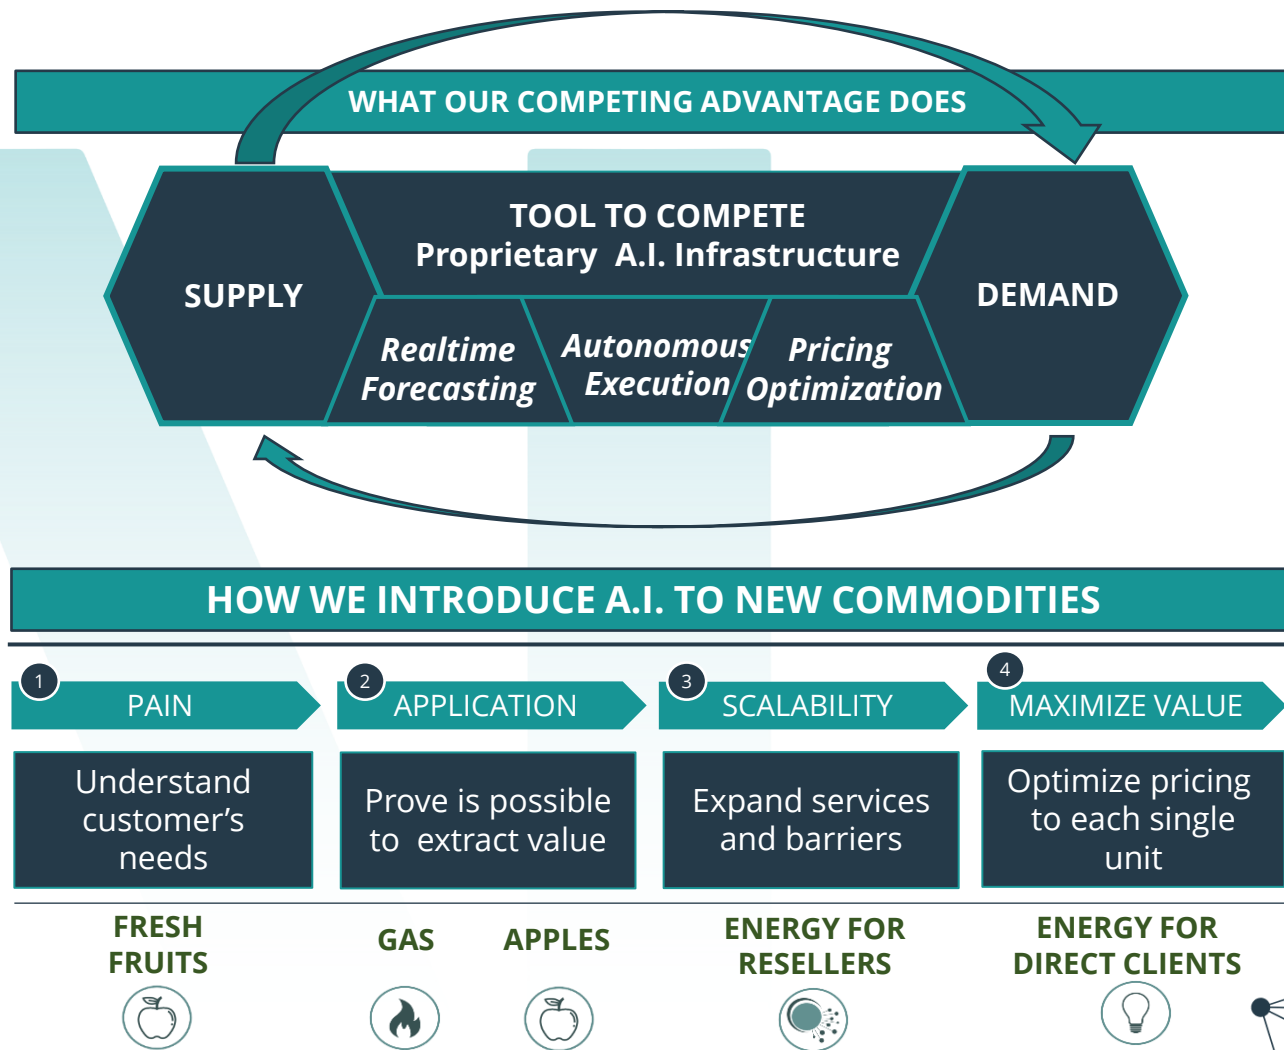 WHAT OUR COMPETING ADVANTAGE DOES
TOOL TO COMPETE
Proprietary A.I. Infrastructure
SUPPLY
DEMAND
Realtime
Forecasting
Autonomous
Execution
Pricing
Optimization
HOW WE INTRODUCE A.I. TO NEW COMMODITIES
1
PAIN
2
APPLICATION
3
SCALABILITY
4
MAXIMIZE VALUE
Understand
customer’s
needs
Prove is possible
to extract value
Expand services
and barriers
Optimize pricing
to each single
unit
FRESH
FRUITS
GAS
APPLES
ENERGY FOR
RESELLERS
ENERGY FOR
DIRECT CLIENTS